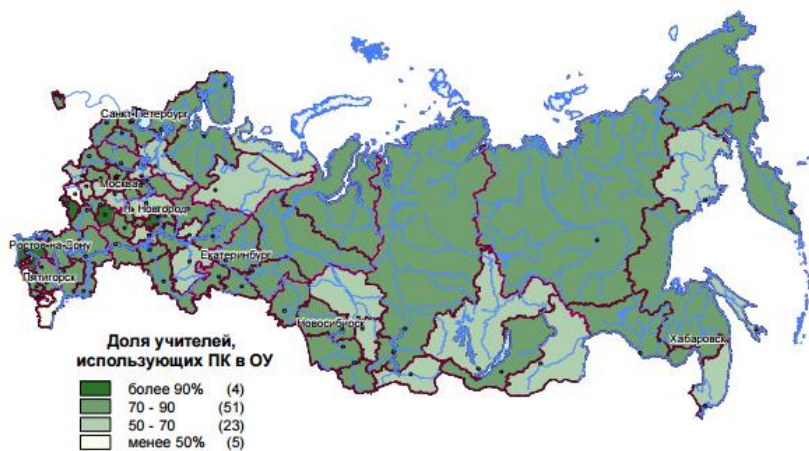 Санкт-Петербург
Москва
Н. Новгород
Ростов-на-Дону
Екатеринбург
Пятигорск
Новосибирск
Хабаровск
Доля учителей,
использующих ПК в ОУ
более 90% (4)
70 - 90 (51)
50 - 70 (23)
менее 50% (5)